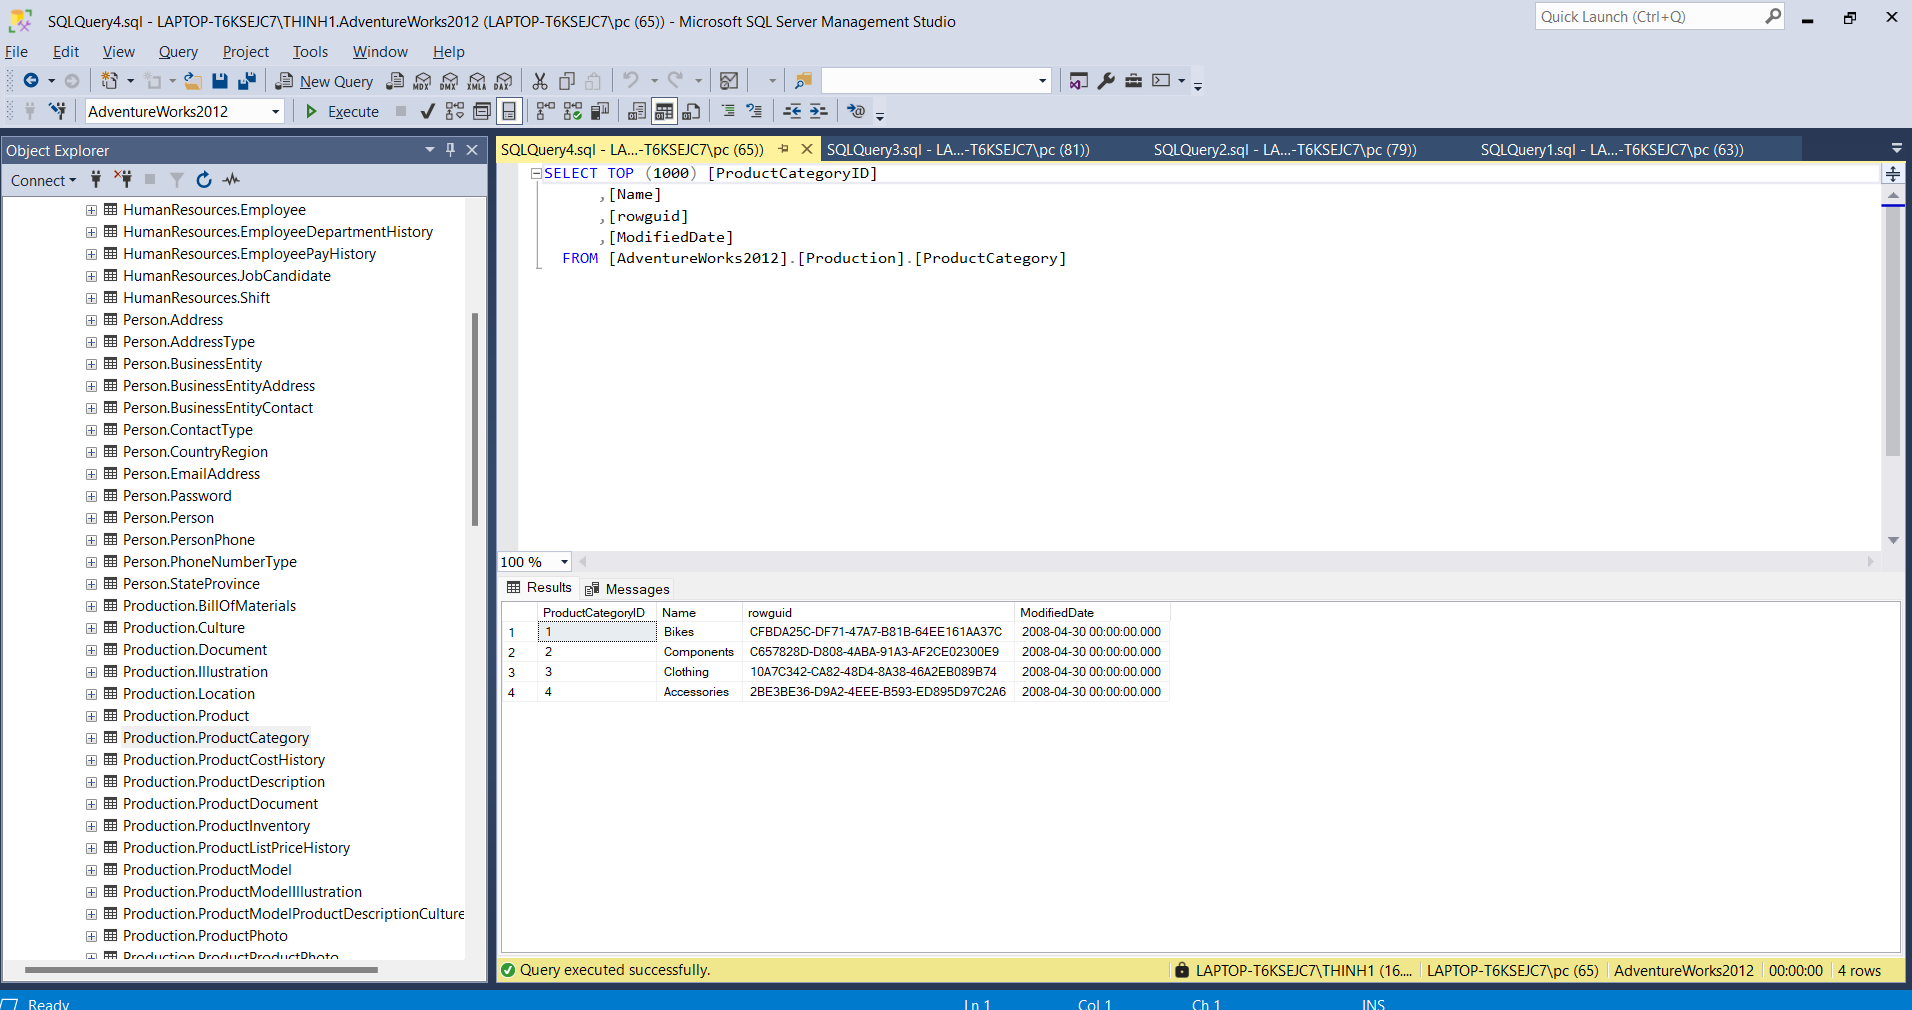 SQLQuery4.sql - LAPTOP-T6KSEJC7\THINH1.AdventureWorks2012 (LAPTOP-T6KSEJC7\pc (65)) - Microsoft SQL Server Management Studio
Quick Launch (Ctrl+Q)
File Edit View Query Project Tools Window Help
New Query MDX DMX XMLA DAX
AdventureWorks2012 Execute
Object Explorer
Connect
HumanResources.Employee
HumanResources.EmployeeDepartmentHistory
HumanResources.EmployeePayHistory
HumanResources.JobCandidate
HumanResources.Shift
Person.Address
Person.AddressType
Person.BusinessEntity
Person.BusinessEntityAddress
Person.BusinessEntityContact
Person.ContactType
Person.CountryRegion
Person.EmailAddress
Person.Password
Person.Person
Person.PersonPhone
Person.PhoneNumberType
Person.StateProvince
Production.BillOfMaterials
Production.Culture
Production.Document
Production.Illustration
Production.Location
Production.Product
Production.ProductCategory
Production.ProductCostHistory
Production.ProductDescription
Production.ProductDocument
Production.ProductInventory
Production.ProductListPriceHistory
Production.ProductModel
Production.ProductModelIllustration
Production.ProductModelProductDescriptionCulture
Production.ProductPhoto
Production.ProductProductPhoto
SQLQuery4.sql - LA...-T6KSEJC7\pc (65)) SQLQuery3.sql - LA...-T6KSEJC7\pc (81)) SQLQuery2.sql - LA...-T6KSEJC7\pc (79)) SQLQuery1.sql - LA...-T6KSEJC7\pc (63))
SELECT TOP (1000) [ProductCategoryID]
,[Name]
,[rowguid]
,[ModifiedDate]
FROM [AdventureWorks2012].[Production].[ProductCategory]
100 %
Results Messages
ProductCategoryID Name rowguid ModifiedDate
1 1 Bikes CFBDA25C-DF71-47A7-B81B-64EE161AA37C 2008-04-30 00:00:00.000
2 2 Components C657828D-D808-4ABA-91A3-AF2CE02300E9 2008-04-30 00:00:00.000
3 3 Clothing 10A7C342-CA82-48D4-8A38-46A2EB089B74 2008-04-30 00:00:00.000
4 4 Accessories 2BE3BE36-D9A2-4EEE-B593-ED895D97C2A6 2008-04-30 00:00:00.000
Query executed successfully. LAPTOP-T6KSEJC7\THINH1 (16.... LAPTOP-T6KSEJC7\pc (65) AdventureWorks2012 00:00:00 4 rows
Ready Ln 1 Col 1 Ch 1 INS